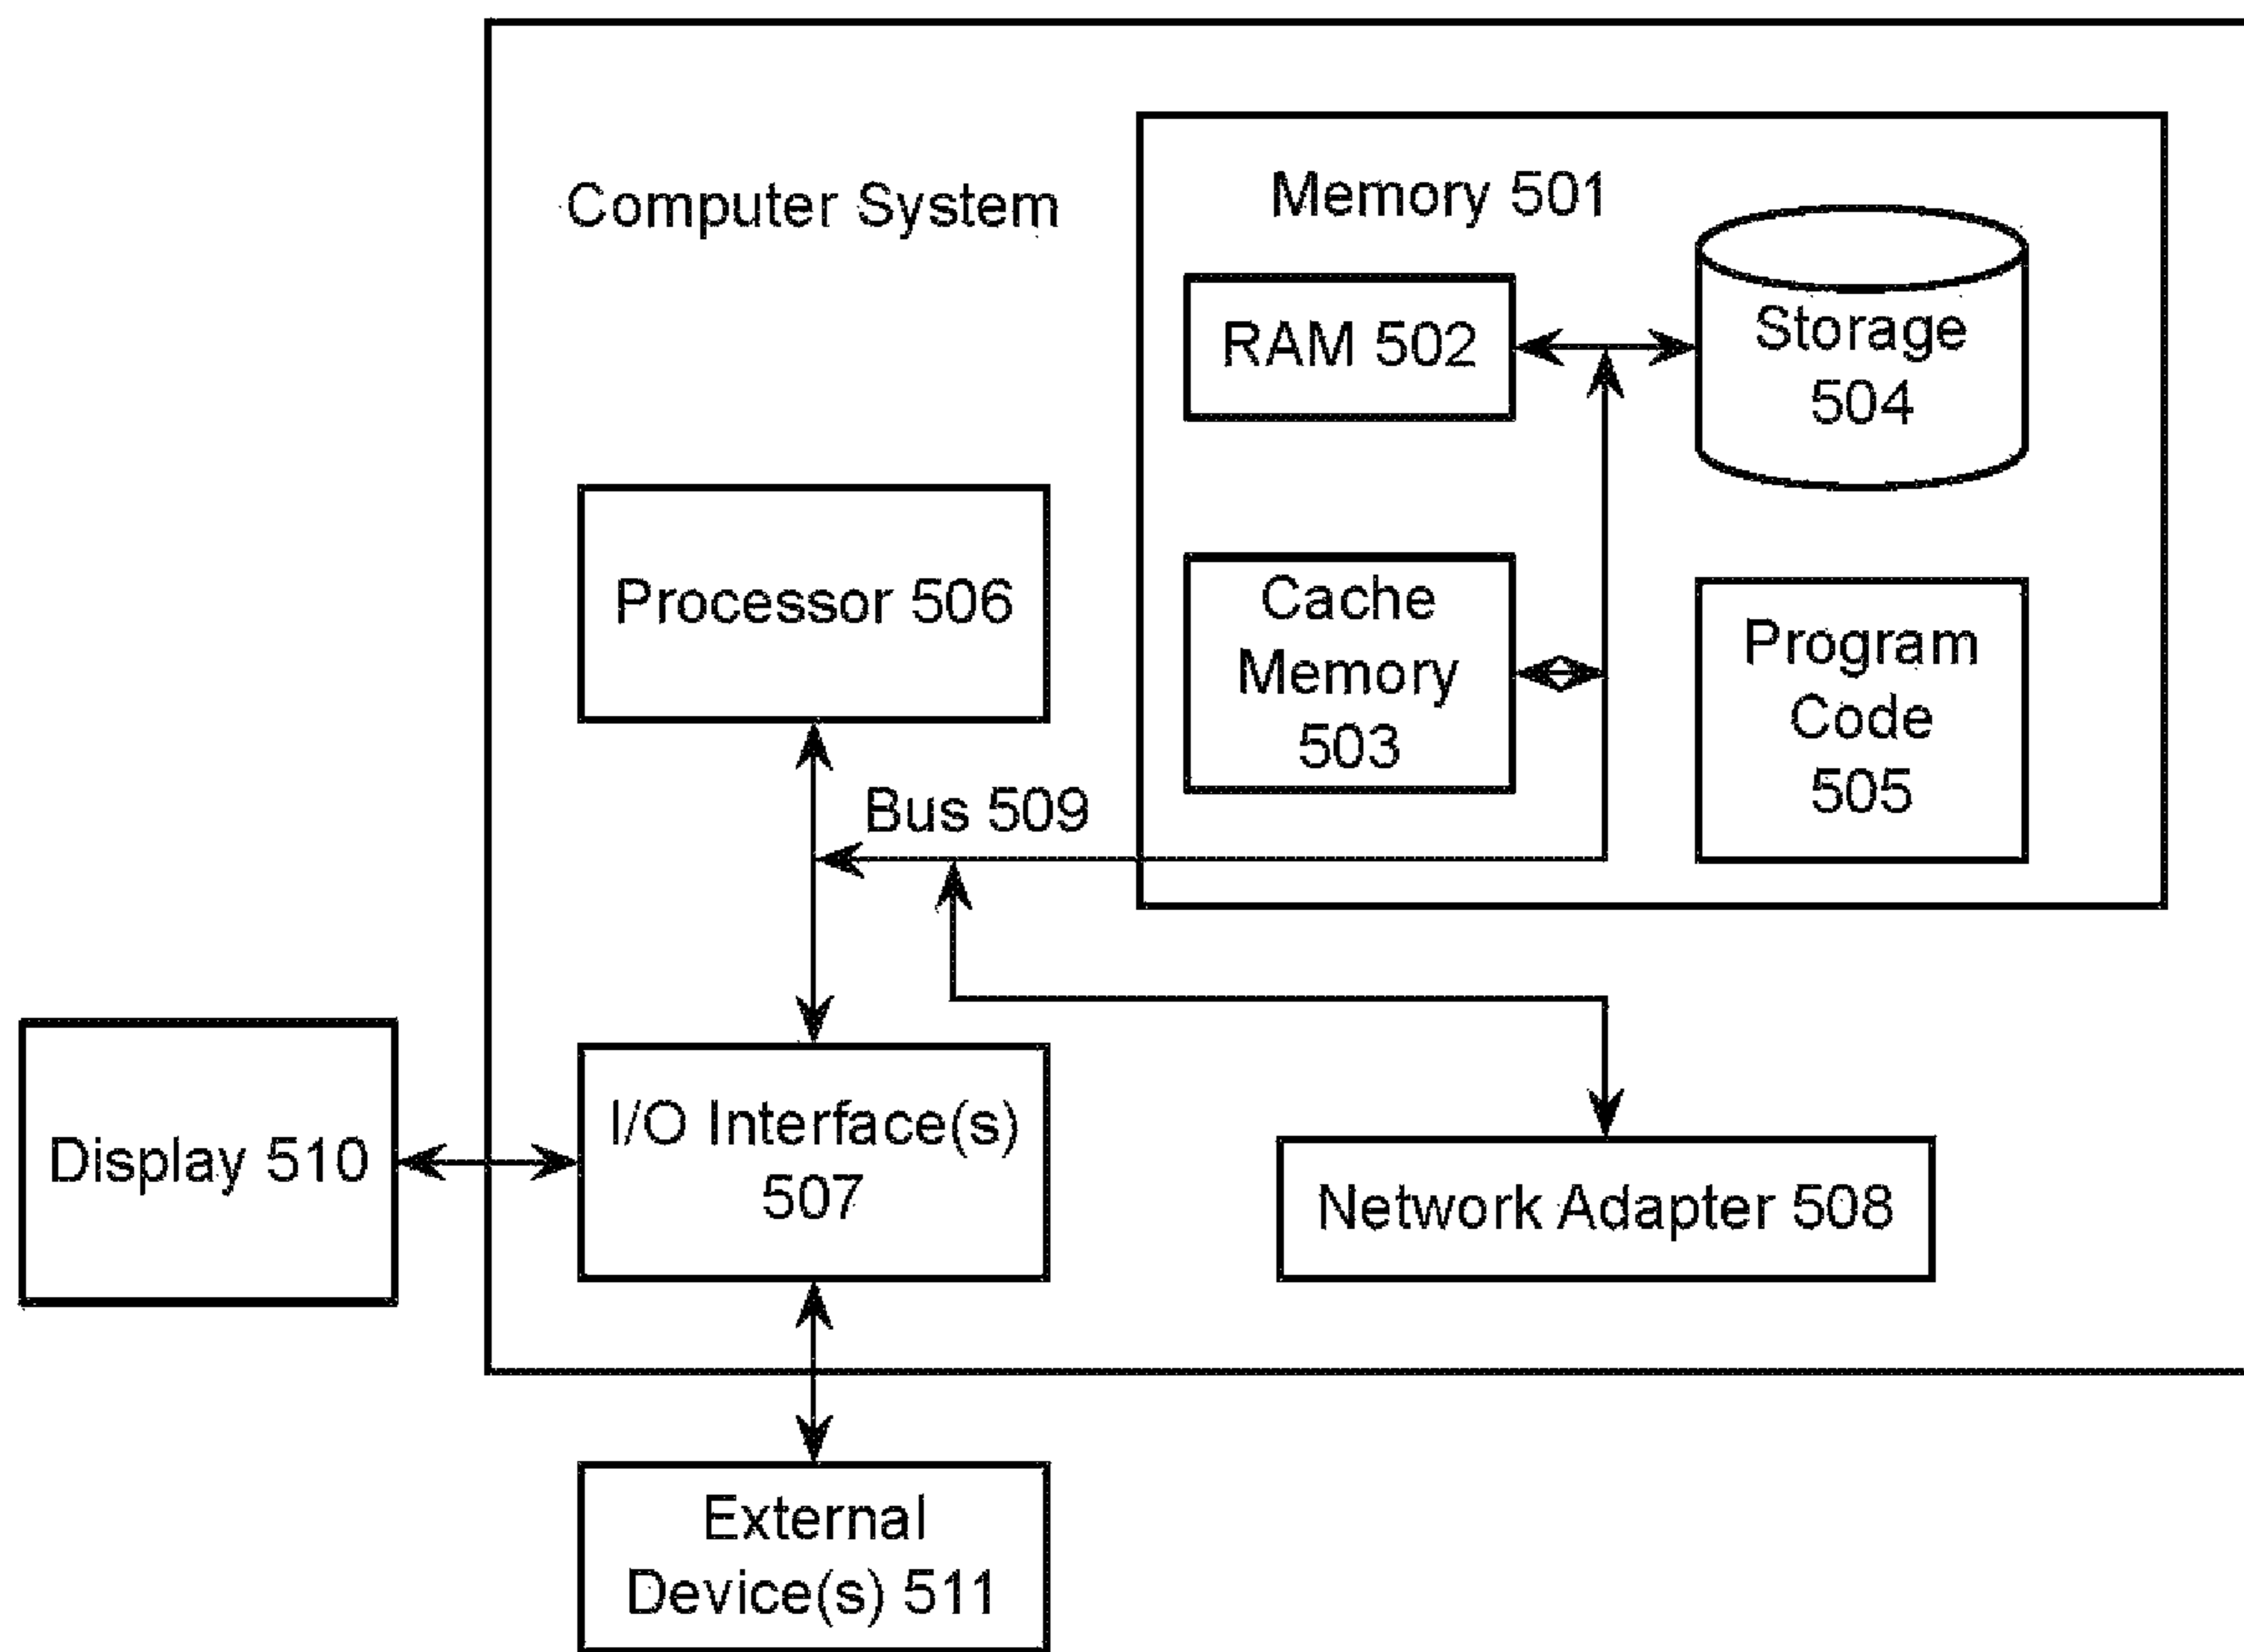 Computer System
Memory 501
RAM 502
Storage
504
Processor 506
Cache
Memory
503
Program
Code
505
Bus 509
Display 510
I/O Interface(s)
507
Network Adapter 508
External
Device(s) 511